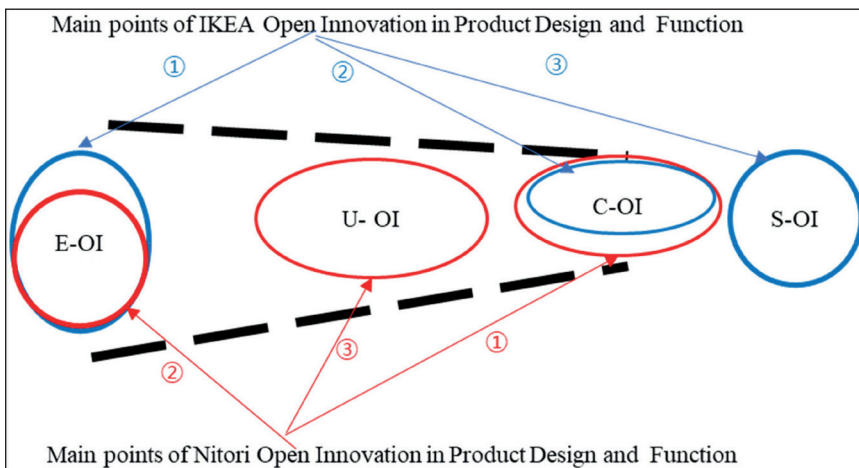 Main points of IKEA Open Innovation in Product Design and Function
① ② ③
E-OI U- OI C-OI S-OI
② ③ ①
Main points of Nitori Open Innovation in Product Design and Function